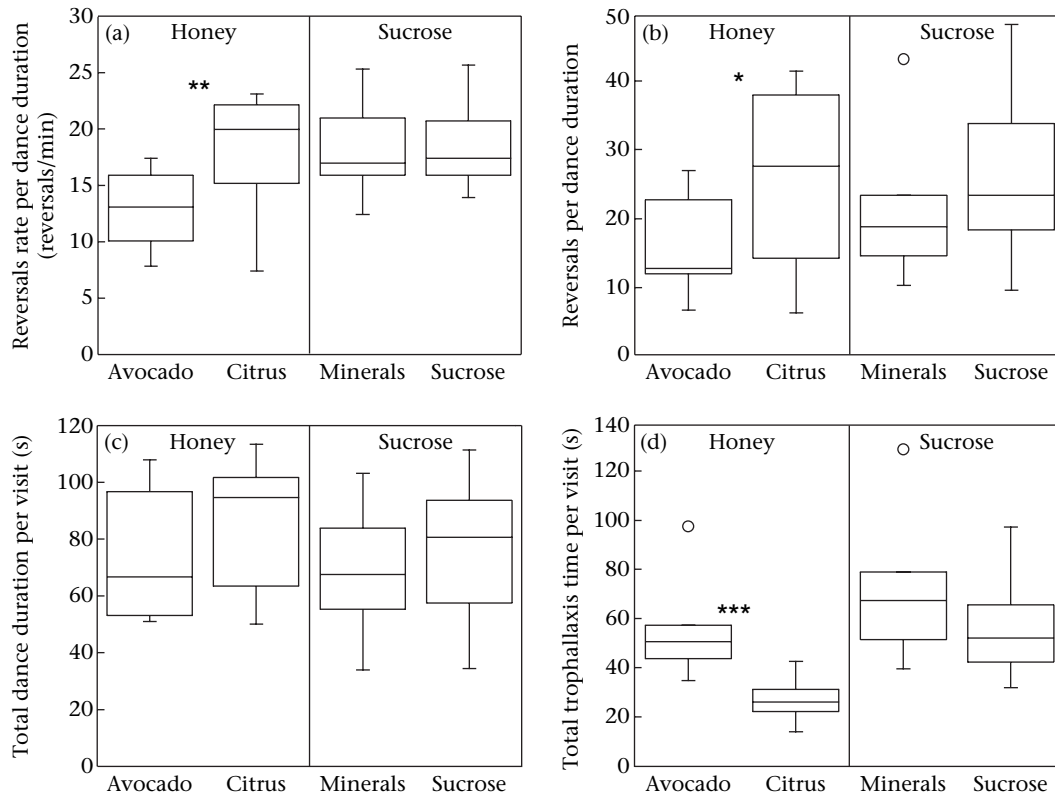 Reversals rate per dance duration
(reversals/min)
30
25
20
15
10
5
0
(a)
Honey
Sucrose
**
Avocado
Citrus
Minerals
Sucrose
Reversals per dance duration
50
40
30
20
10
0
(b)
Honey
Sucrose
*
Avocado
Citrus
Minerals
Sucrose
Total dance duration per visit (s)
120
100
80
60
40
20
0
(c)
Honey
Sucrose
Avocado
Citrus
Minerals
Sucrose
Total trophallaxis time per visit (s)
140
120
100
80
60
40
20
0
(d)
Honey
Sucrose
***
Avocado
Citrus
Minerals
Sucrose